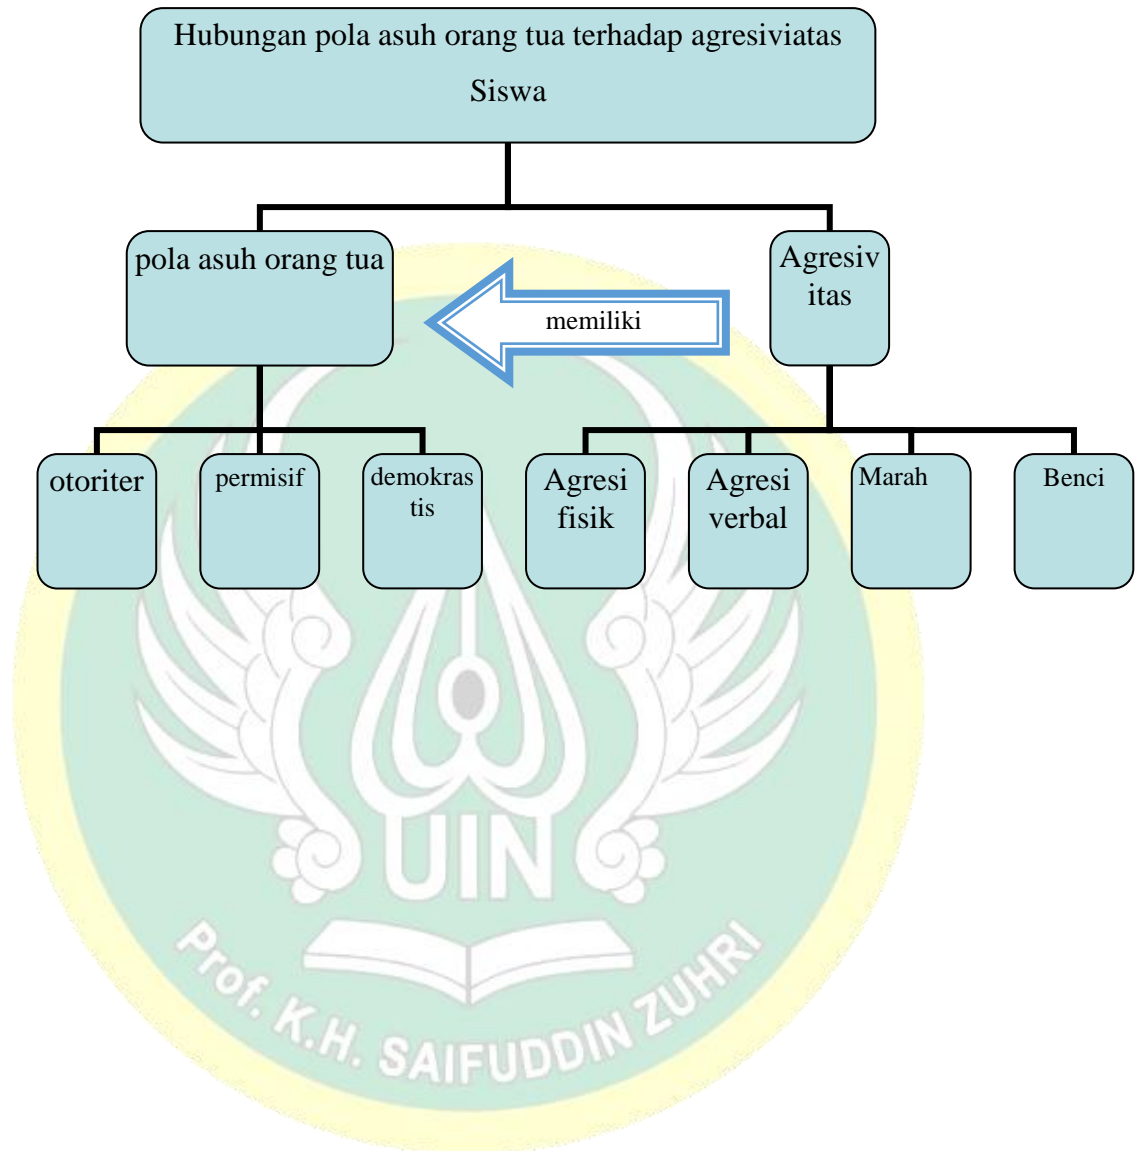 Hubungan pola asuh orang tua terhadap agresiviatas
Siswa
pola asuh orang tua
memiliki
Agresiv
itas
otoriter
permisif
demokras
tis
Agresi
fisik
Agresi
verbal
Marah
Benci
UIN
Prof. K.H. SAIFUDDIN ZUHRI